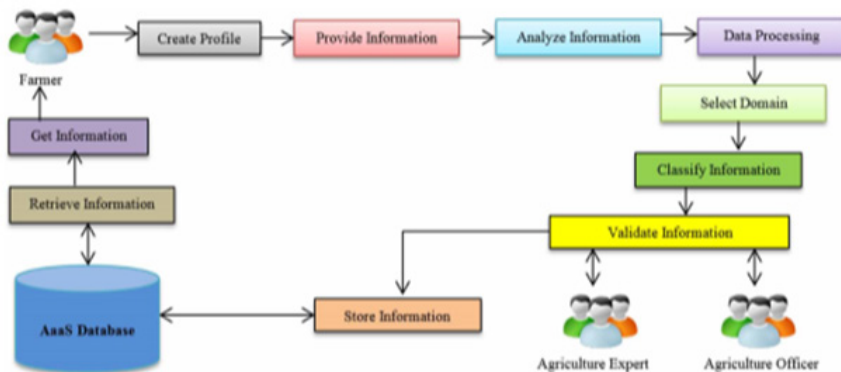 Create Profile
Provide Information
Analyze Information
Data Processing
Farmer
Select Domain
Get Information
Classify Information
Retrieve Information
Validate Information
AaaS Database
Store Information
Agriculture Expert
Agriculture Officer